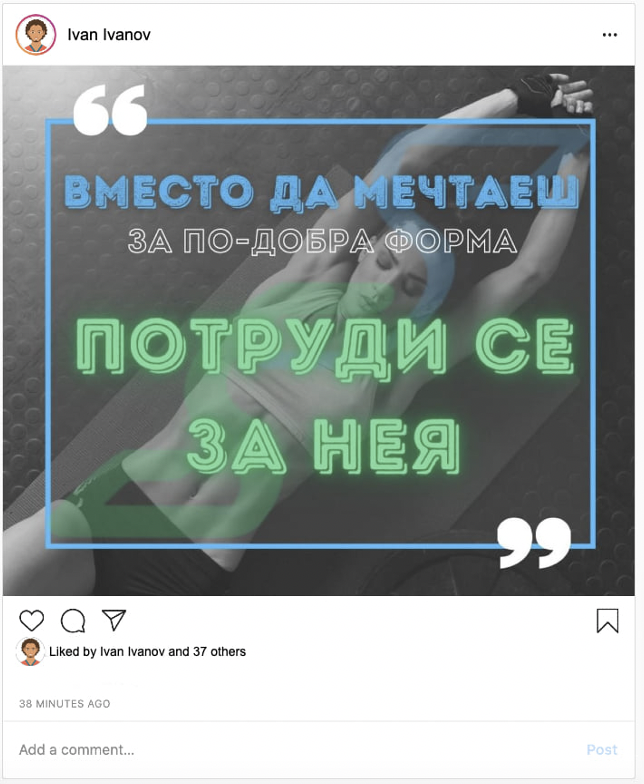 Ivan Ivanov
ВМЕСТО ДА МЕЧТАЕШ
ЗА ПО-ДОБРА ФОРМА
ПОТРУДИ СЕ
ЗА НЕЯ
Liked by Ivan Ivanov and 37 others
38 MINUTES AGO
Add a comment...
Post